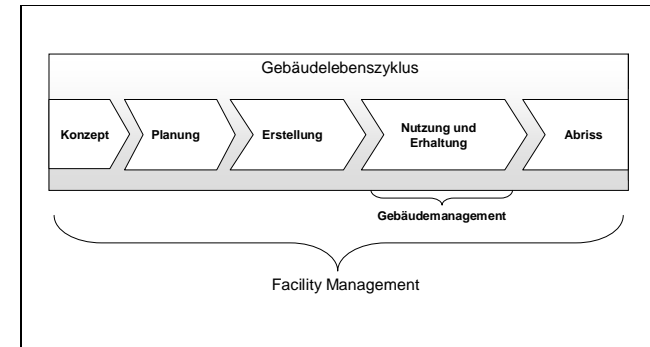 Gebäudelebenszyklus
Konzept
Planung
Erstellung
Nutzung und
Erhaltung
Abriss
Gebäudemanagement
Facility Management